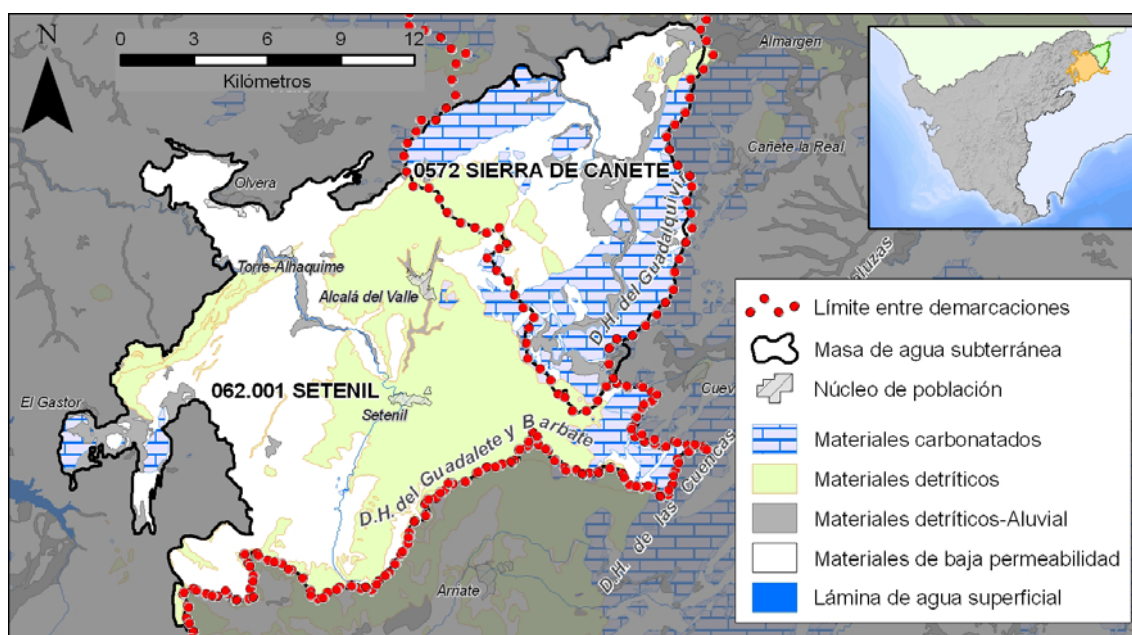 N
0 3 6 9 12
Kilómetros
Almargen
Cañete la Real
0572 SIERRA DE CAÑETE
Olvera
D.H. del Guadalquivir
Torre-Alhaquime
Alcalá del Valle
062.001 SETENIL
El Gastor
Setenil
D.H. del Guadalete y Barbate
D.H. de las Cuencas
Arriate
Límite entre demarcaciones
Masa de agua subterránea
Núcleo de población
Materiales carbonatados
Materiales detríticos
Materiales detríticos-Aluvial
Materiales de baja permeabilidad
Lámina de agua superficial